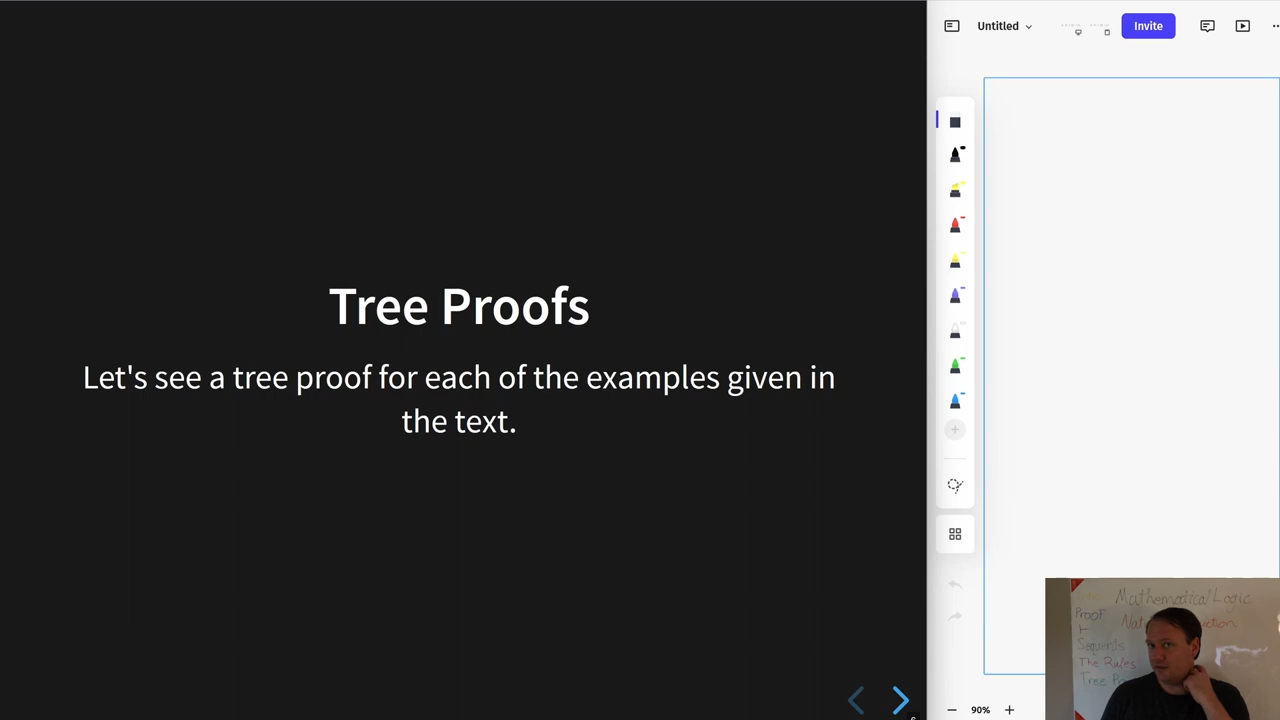 Untitled
Invite
Tree Proofs
Let's see a tree proof for each of the examples given in
the text.
90%
Mathematical Logic
Proof
⊢
Sequents
The Rules
Tree